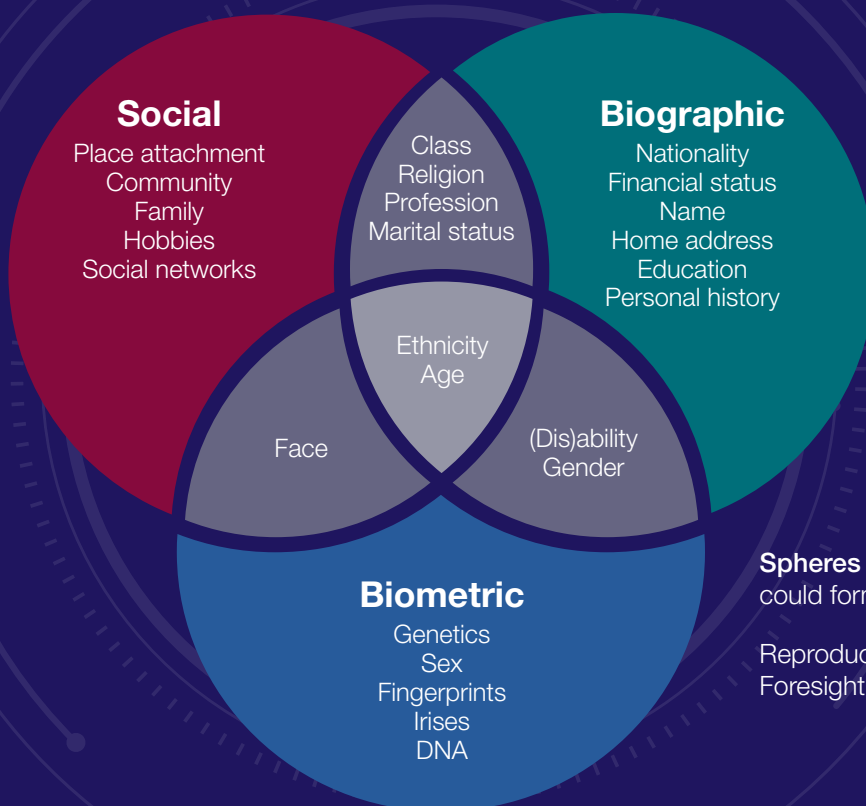 Social
Place attachment
Community
Family
Hobbies
Social networks
Class
Religion
Profession
Marital status
Biographic
Nationality
Financial status
Name
Home address
Education
Personal history
Ethnicity
Age
Face
(Dis)ability
Gender
Biometric
Genetics
Sex
Fingerprints
Irises
DNA
Spheres
could
Foresight